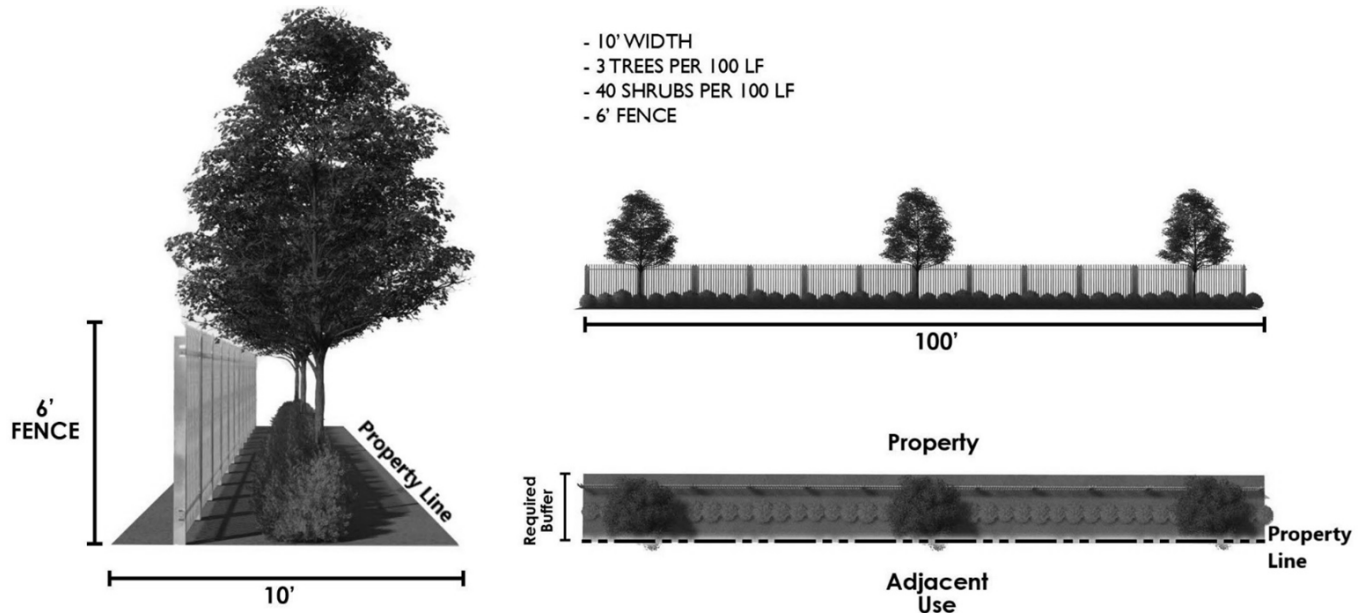 - 10' WIDTH
- 3 TREES PER 100 LF
- 40 SHRUBS PER 100 LF
- 6' FENCE
6'
FENCE
Property Line
10'
100'
Property
Required
Buffer
Property
Line
Adjacent
Use